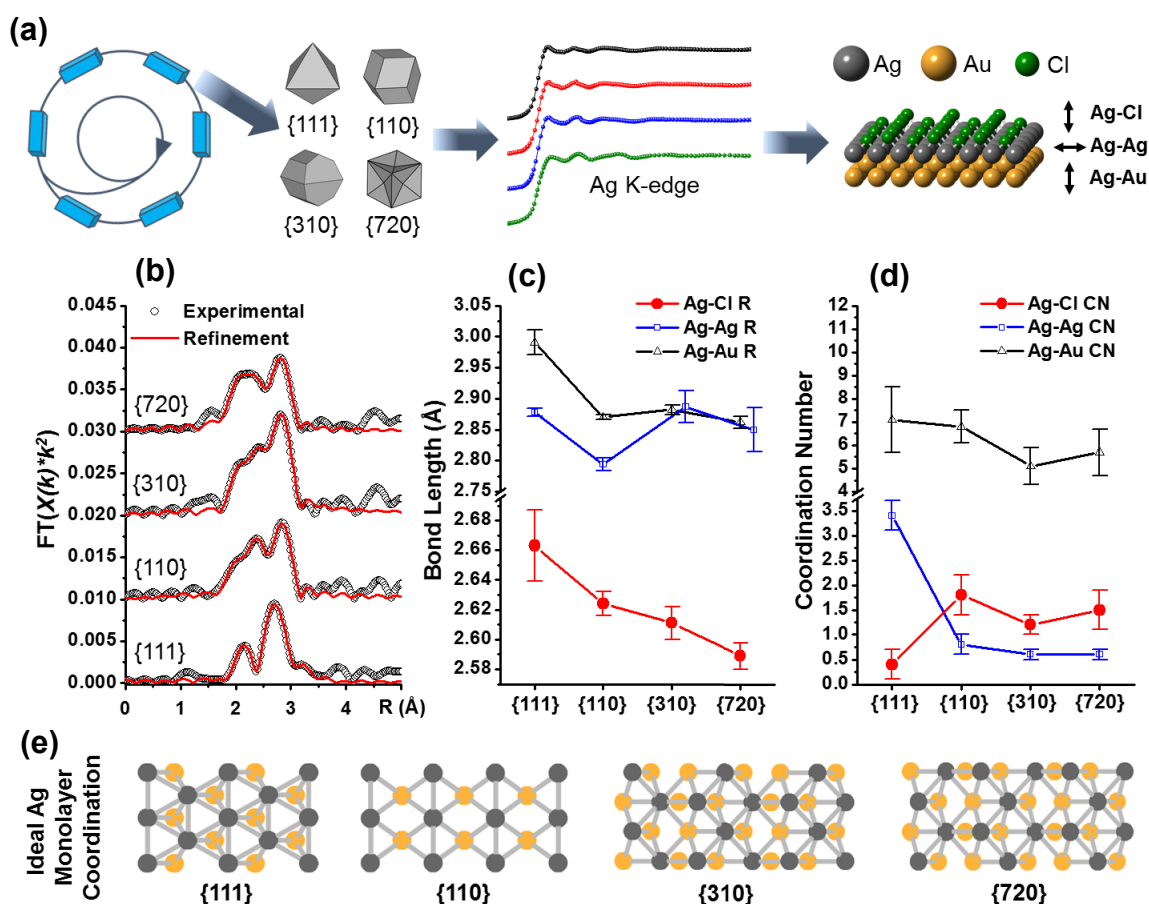 (a)
{111}
{110}
{310}
{720}
Ag K-edge
Ag
Au
Cl
Ag-Cl
Ag-Ag
Ag-Au
(b)
FT(X(k)*k²)
0.045
0.040
0.035
0.030
0.025
0.020
0.015
0.010
0.005
0.000
Experimental
Refinement
{720}
{310}
{110}
{111}
0
1
2
3
4
R (Å)
(c)
Bond Length (Å)
3.05
3.00
2.95
2.90
2.85
2.80
2.75
2.68
2.66
2.64
2.62
2.60
2.58
Ag-Cl R
Ag-Ag R
Ag-Au R
{111}
{110}
{310}
{720}
(d)
Coordination Number
12
11
10
9
8
7
6
5
4
3.5
3.0
2.5
2.0
1.5
1.0
0.5
0.0
Ag-Cl CN
Ag-Ag CN
Ag-Au CN
{111}
{110}
{310}
{720}
(e)
Ideal Ag
Monolayer
Coordination
{111}
{110}
{310}
{720}